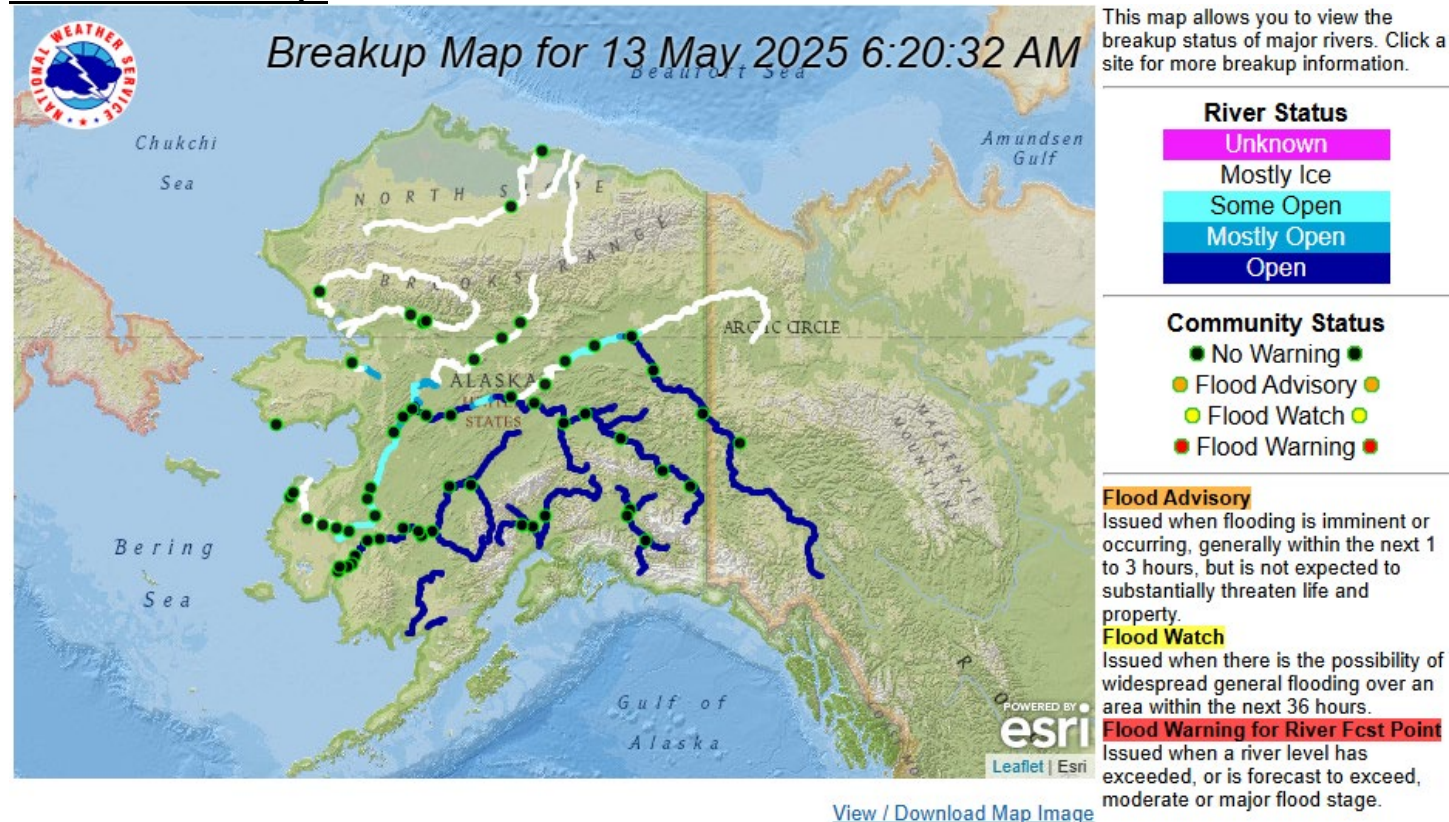 NATIONAL WEATHER SERVICE
Breakup Map for 13 May 2025 6:20:32 AM
Beaufort Sea
Chukchi
Sea
Amundsen
Gulf
NORTH SLOPE
BROOKS RANGE
ARCTIC CIRCLE
ALASKA
UNITED
STATES
MACKENZIE
MOUNTAINS
Bering
Sea
Gulf of
Alaska
POWERED BY
esri
Leaflet | Esri
View / Download Map Image
This map allows you to view the
breakup status of major rivers. Click a
site for more breakup information.
River Status
Unknown
Mostly Ice
Some Open
Mostly Open
Open
Community Status
No Warning
Flood Advisory
Flood Watch
Flood Warning
Flood Advisory
Issued when flooding is imminent or
occurring, generally within the next 1
to 3 hours, but is not expected to
substantially threaten life and
property.
Flood Watch
Issued when there is the possibility of
widespread general flooding over an
area within the next 36 hours.
Flood Warning for River Fcst Point
Issued when a river level has
exceeded, or is forecast to exceed,
moderate or major flood stage.